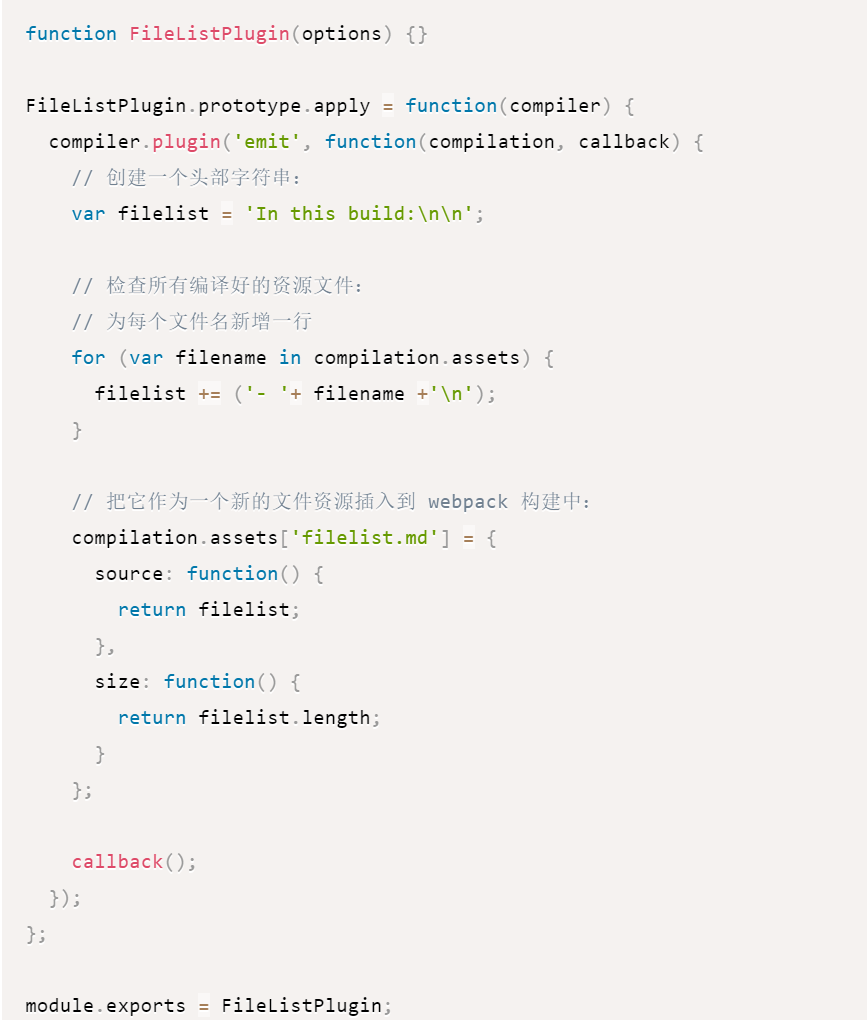 function FileListPlugin(options) {}
FileListPlugin.prototype.apply = function(compiler) {
  compiler.plugin('emit', function(compilation, callback) {
    // 创建一个头部字符串：
    var filelist = 'In this build:\n\n';
    // 检查所有编译好的资源文件：
    // 为每个文件名新增一行
    for (var filename in compilation.assets) {
      filelist += ('- '+ filename +'\n');
    }
    // 把它作为一个新的文件资源插入到 webpack 构建中：
    compilation.assets['filelist.md'] = {
      source: function() {
        return filelist;
      },
      size: function() {
        return filelist.length;
      }
    };
    callback();
  });
};
module.exports = FileListPlugin;